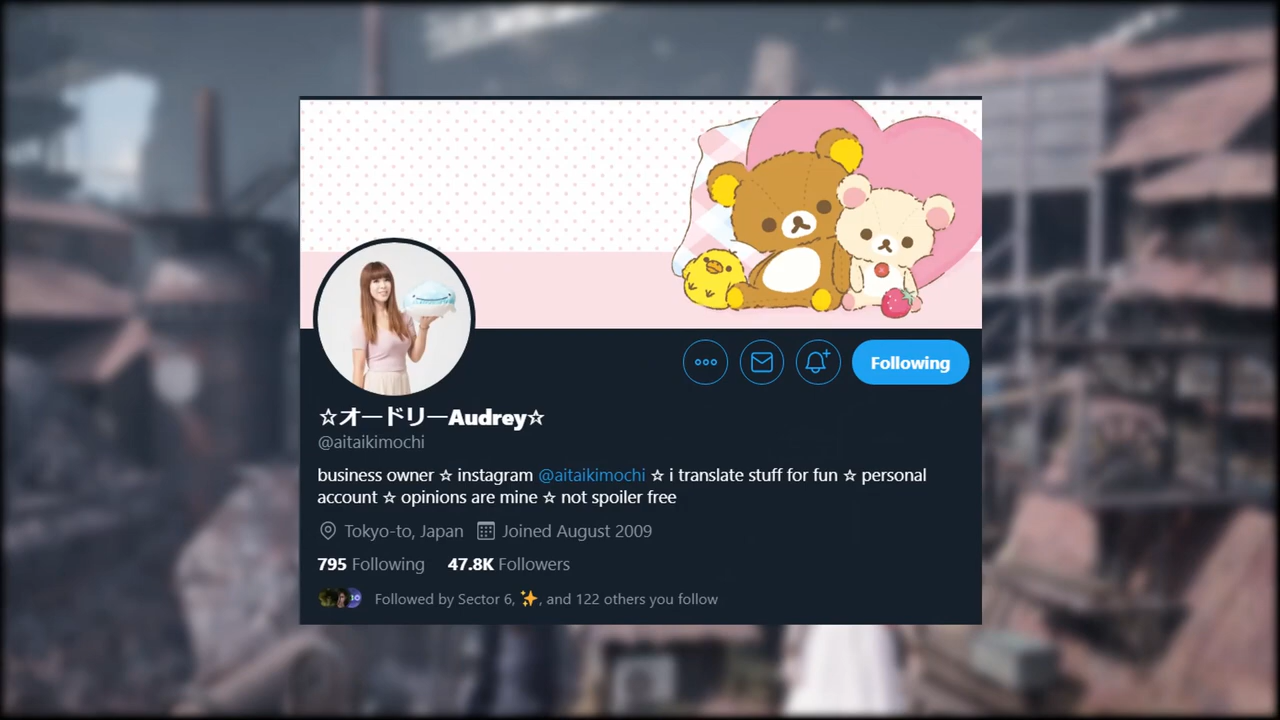 Following
☆オードリーAudrey☆
@aitaikimochi
business owner ☆ instagram @aitaikimochi ☆ i translate stuff for fun ☆ personal
account ☆ opinions are mine ☆ not spoiler free
Tokyo-to, Japan Joined August 2009
795 Following 47.8K Followers
Followed by Sector 6, ✨, and 122 others you follow